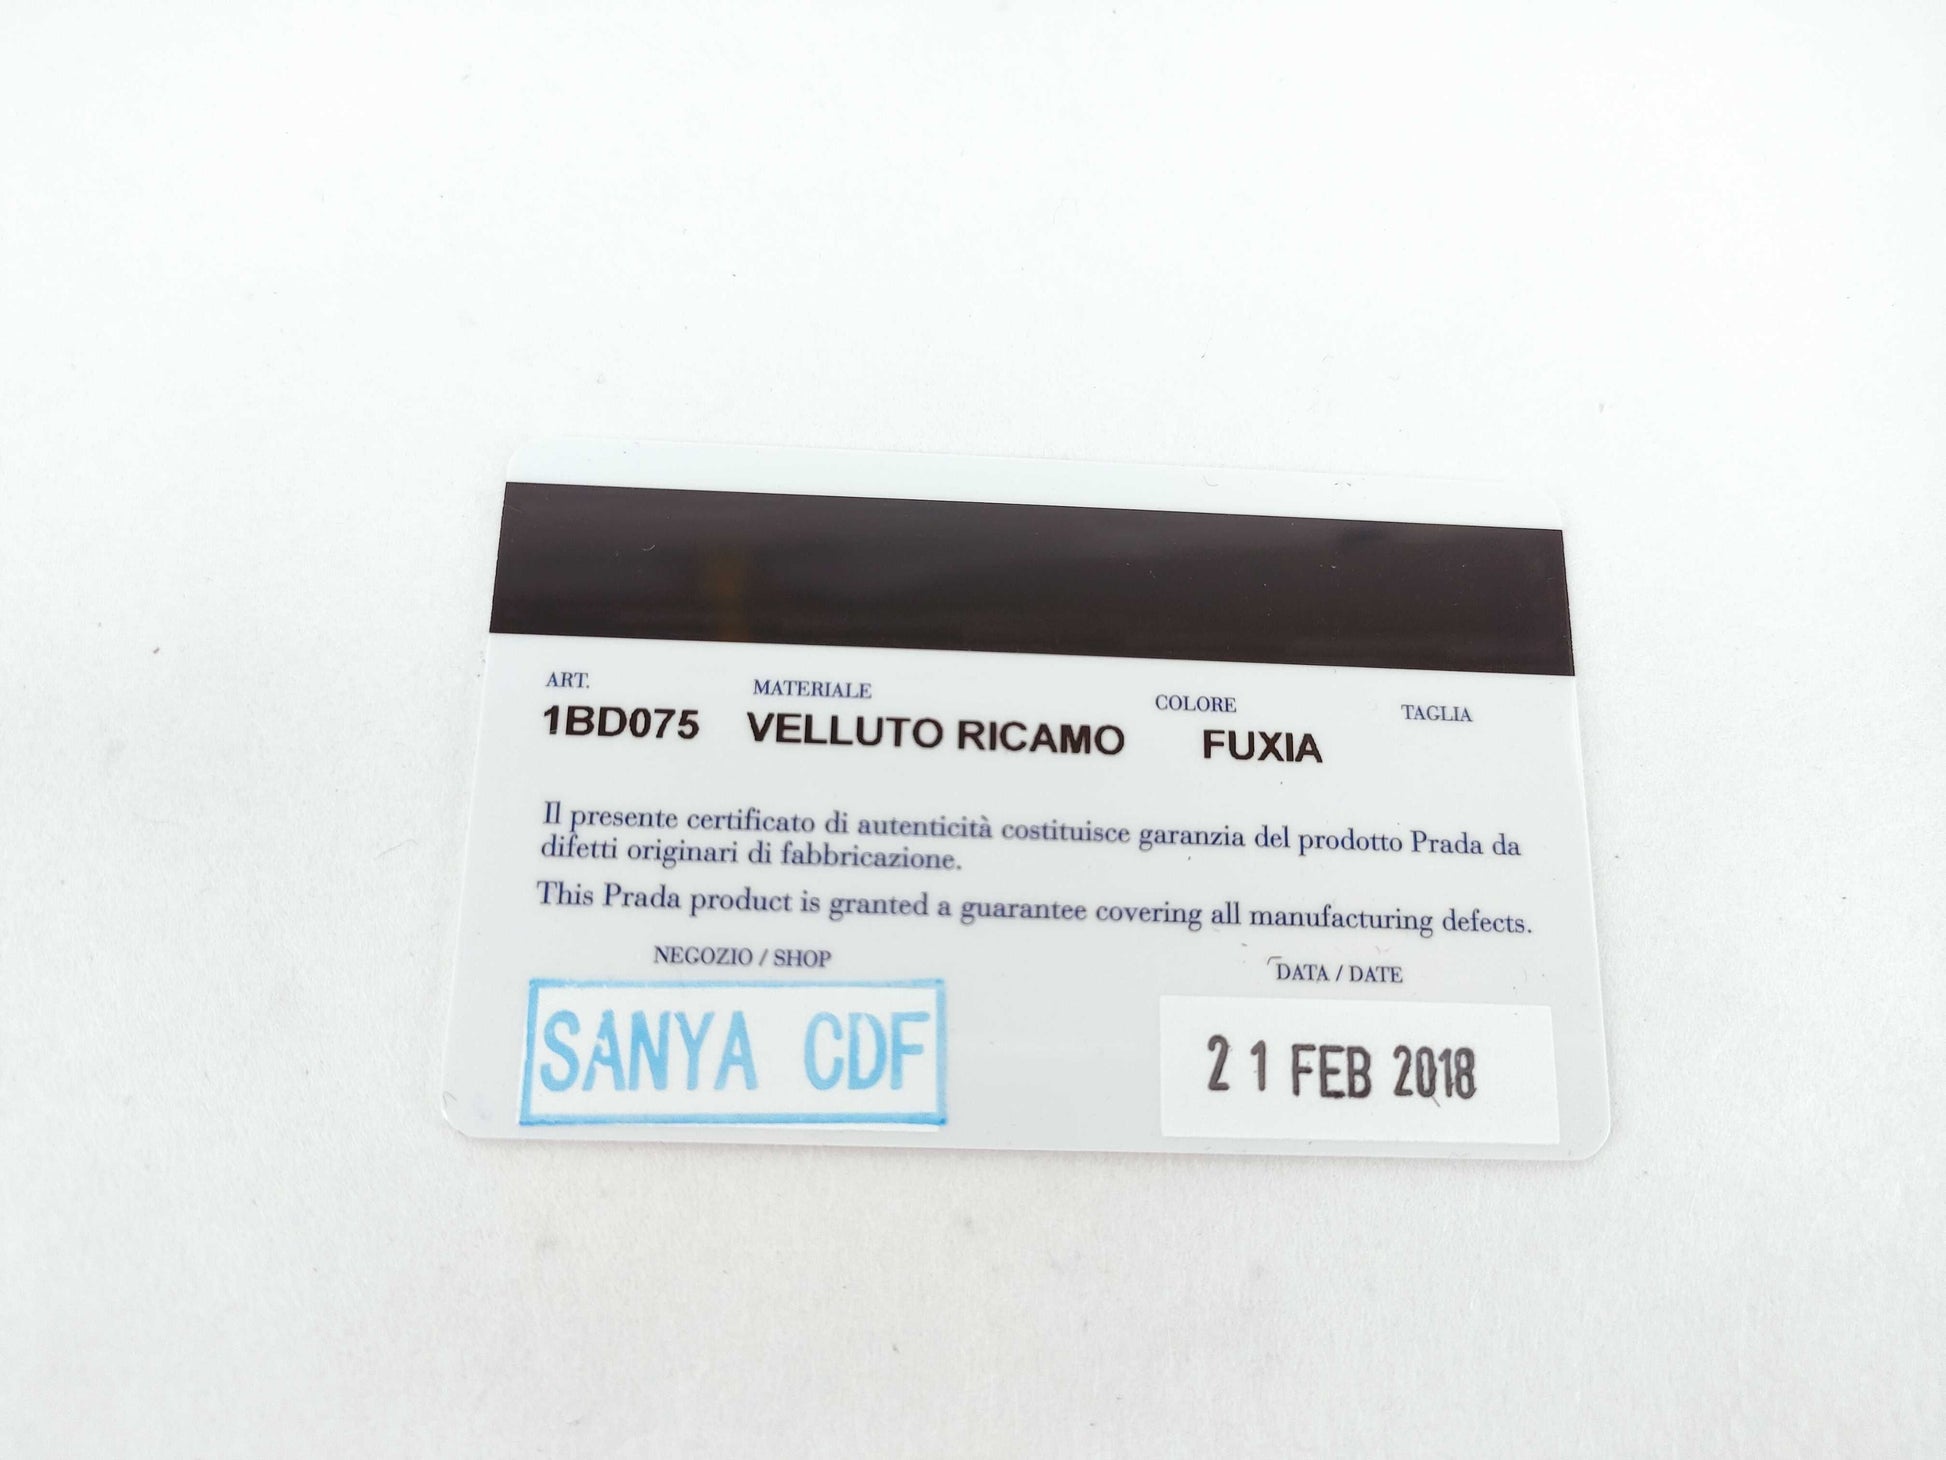 ART. MATERIALE COLORE TAGLIA
1BD075 VELLUTO RICAMO FUXIA
Il presente certificato di autenticità costituisce garanzia del prodotto Prada da
difetti originari di fabbricazione.
This Prada product is granted a guarantee covering all manufacturing defects.
NEGOZIO / SHOP DATA / DATE
SANYA CDF 21 FEB 2018